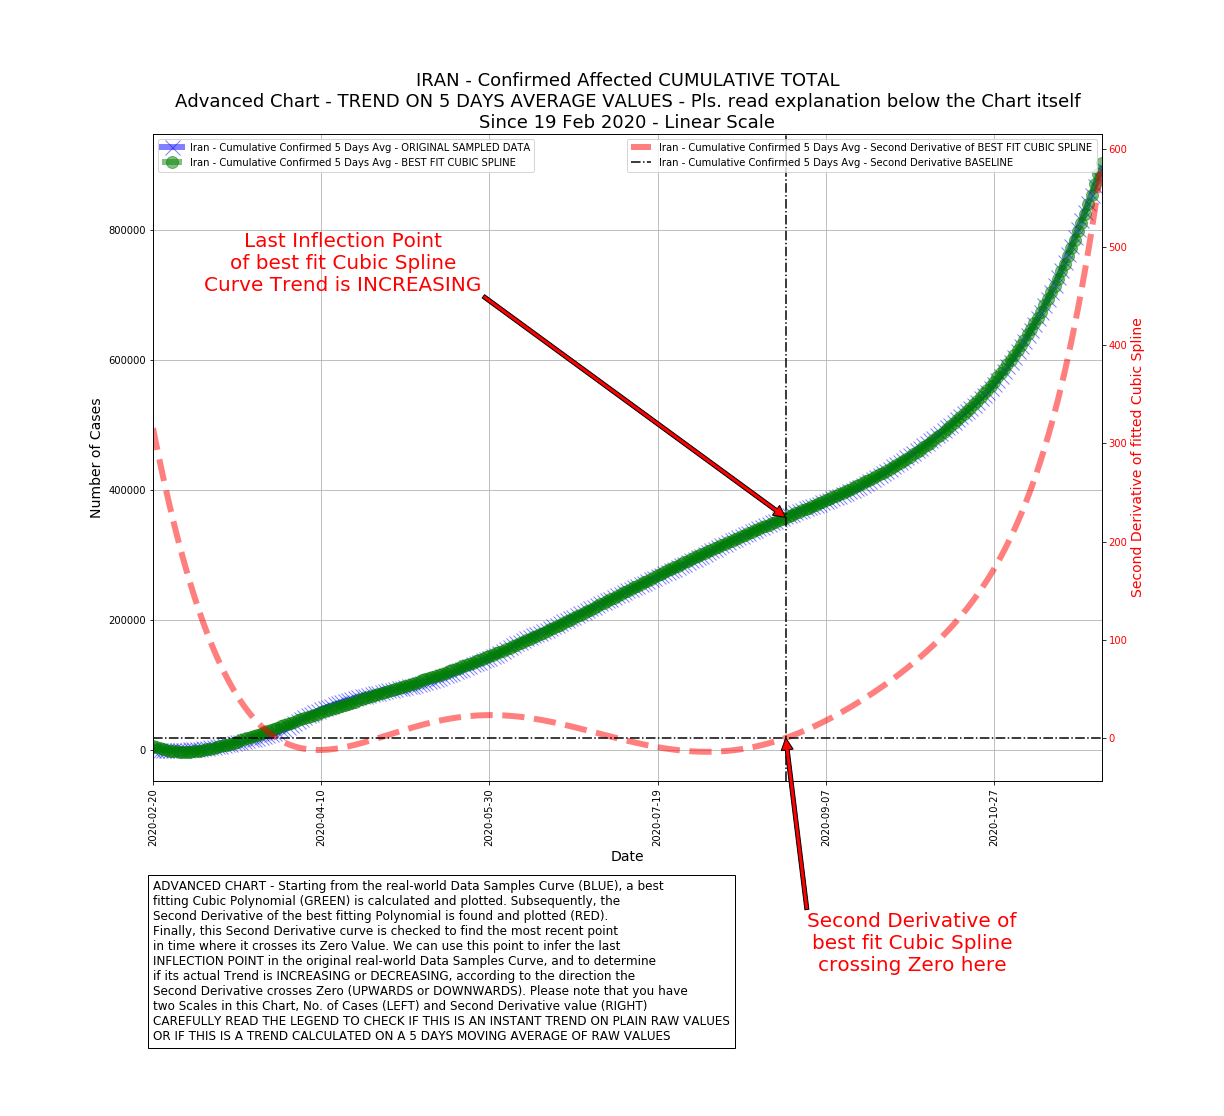 IRAN - Confirmed Affected CUMULATIVE TOTAL
Advanced Chart - TREND ON 5 DAYS AVERAGE VALUES - Pls. read explanation below the Chart itself
Since 19 Feb 2020 - Linear Scale
Iran - Cumulative Confirmed 5 Days Avg - ORIGINAL SAMPLED DATA
Iran - Cumulative Confirmed 5 Days Avg - BEST FIT CUBIC SPLINE
Iran - Cumulative Confirmed 5 Days Avg - Second Derivative of BEST FIT CUBIC SPLINE
Iran - Cumulative Confirmed 5 Days Avg - Second Derivative BASELINE
Last Inflection Point
of best fit Cubic Spline
Curve Trend is INCREASING
Number of Cases
800000
600000
400000
200000
0
600
500
400
300
200
100
0
Second Derivative of fitted Cubic Spline
2020-02-20
2020-04-10
2020-05-30
2020-07-19
2020-09-07
2020-10-27
Date
Second Derivative of
best fit Cubic Spline
crossing Zero here
ADVANCED CHART - Starting from the real-world Data Samples Curve (BLUE), a best
fitting Cubic Polynomial (GREEN) is calculated and plotted. Subsequently, the
Second Derivative of the best fitting Polynomial is found and plotted (RED).
Finally, this Second Derivative curve is checked to find the most recent point
in time where it crosses its Zero Value. We can use this point to infer the last
INFLECTION POINT in the original real-world Data Samples Curve, and to determine
if its actual Trend is INCREASING or DECREASING, according to the direction the
Second Derivative crosses Zero (UPWARDS or DOWNWARDS). Please note that you have
two Scales in this Chart, No. of Cases (LEFT) and Second Derivative value (RIGHT)
CAREFULLY READ THE LEGEND TO CHECK IF THIS IS AN INSTANT TREND ON PLAIN RAW VALUES
OR IF THIS IS A TREND CALCULATED ON A 5 DAYS MOVING AVERAGE OF RAW VALUES